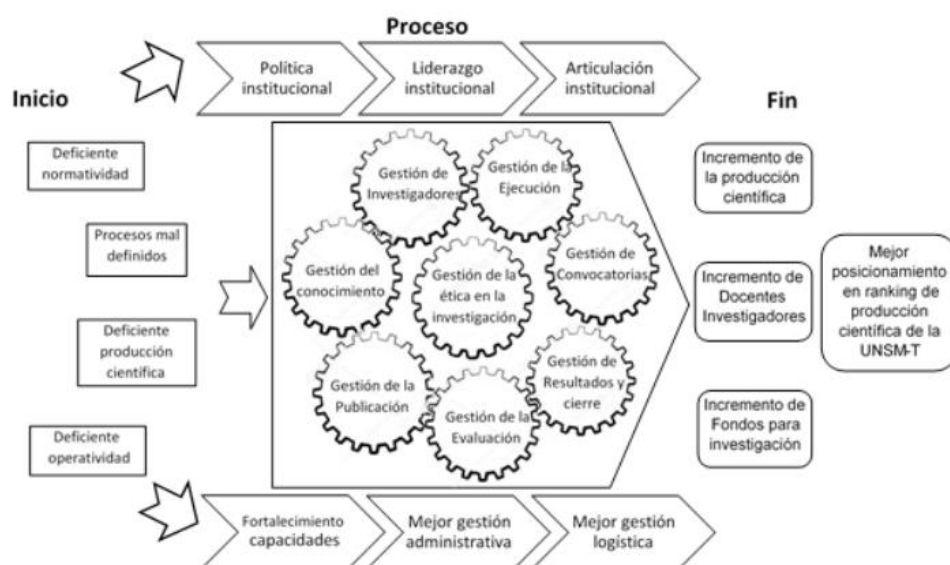 Proceso
Política
institucional
Liderazgo
institucional
Articulación
institucional
Inicio
Fin
Deficiente
normatividad
Procesos mal
definidos
Deficiente
producción
científica
Deficiente
operatividad
Gestión de
Investigadores
Gestión de la
Ejecución
Gestión del
conocimiento
Gestión de la
ética en la
investigación
Gestión de
Convocatorias
Gestión de la
Publicación
Gestión de la
Evaluación
Gestión de
Resultados y
cierre
Incremento de
la producción
científica
Incremento de
Docentes
Investigadores
Incremento de
Fondos para
investigación
Mejor
posicionamiento
en ranking de
producción
científica de la
UNSM-T
Fortalecimiento
capacidades
Mejor gestión
administrativa
Mejor gestión
logística